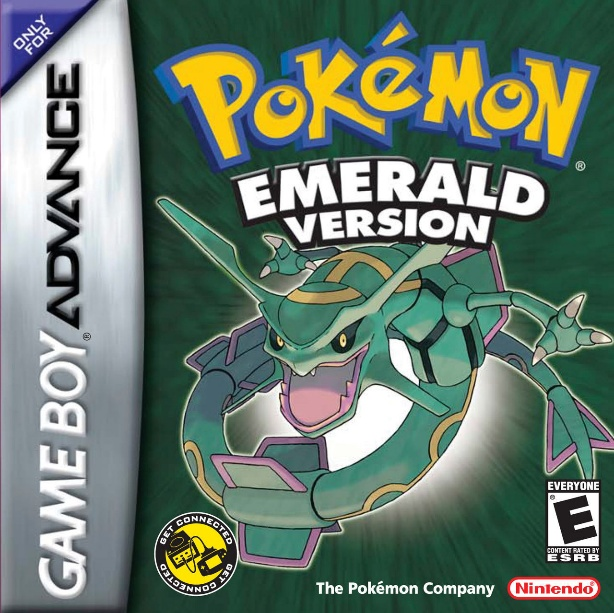 ONLY
FOR
GAME BOY ADVANCE
®
POKéMON
®
EMERALD
VERSION
GET CONNECTED
GET CONNECTED
EVERYONE
E
®
CONTENT RATED BY
ESRB
The Pokémon Company
Nintendo®